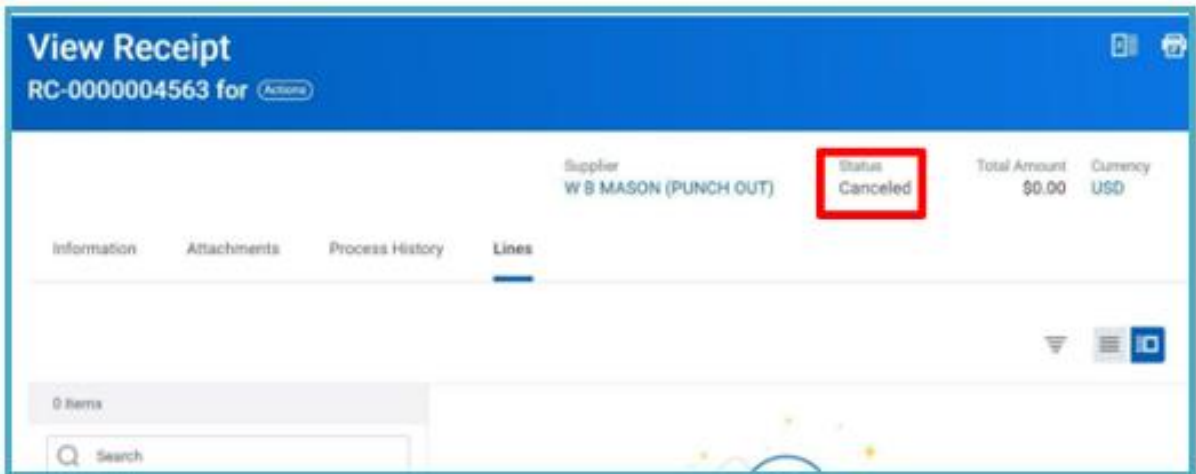 View Receipt
RC-0000004563 for Actions
Supplier Status Total Amount Currency
W B MASON (PUNCH OUT) Canceled $0.00 USD
Information Attachments Process History Lines
0 Items
Search